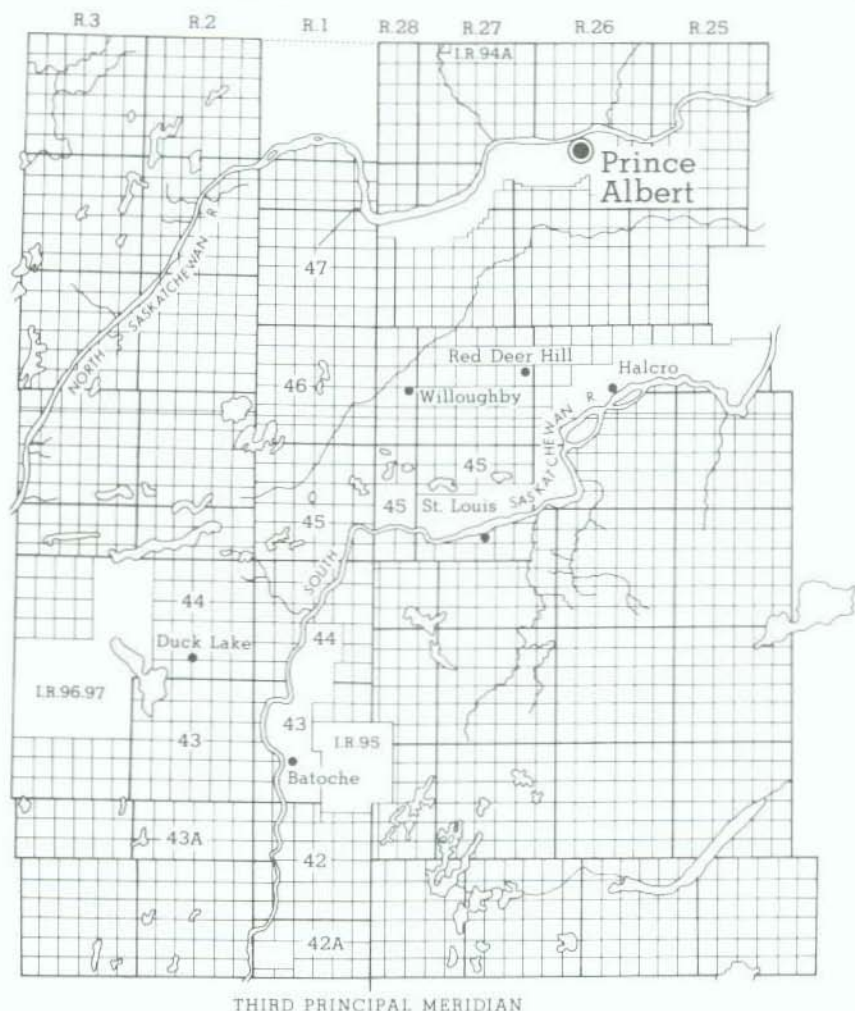 R.3 R.2 R.1 R.28 R.27 R.26 R.25
I.R 94A
Prince
Albert
NORTH SASKATCHEWAN R
47
Red Deer Hill
Halcro
46
Willoughby
SOUTH SASKATCHEWAN R
45
45
St. Louis
45
44
44
Duck Lake
I.R.96.97
43
43
I.R.95
Batoche
43A
42
42A
THIRD PRINCIPAL MERIDIAN